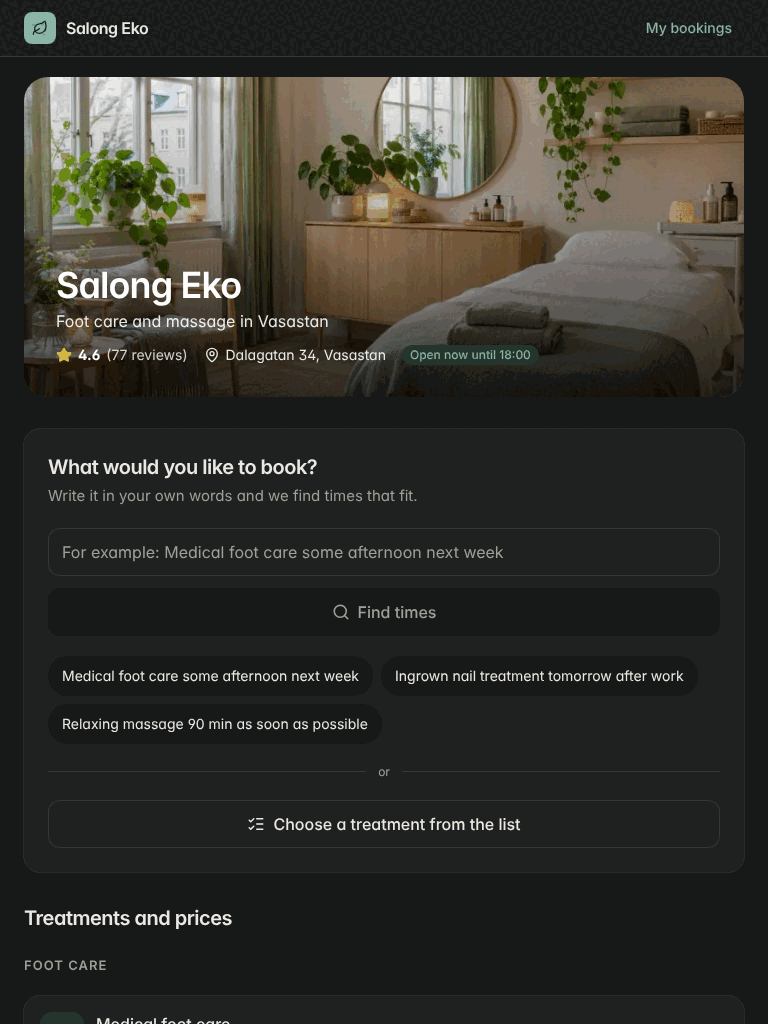 Salong Eko
My bookings
Salong Eko
Foot care and massage in Vasastan
4.6 (77 reviews) Dalagatan 34, Vasastan Open now until 18:00
What would you like to book?
Write it in your own words and we find times that fit.
For example: Medical foot care some afternoon next week
Find times
Medical foot care some afternoon next week Ingrown nail treatment tomorrow after work
Relaxing massage 90 min as soon as possible
or
Choose a treatment from the list
Treatments and prices
FOOT CARE
Medical foot care